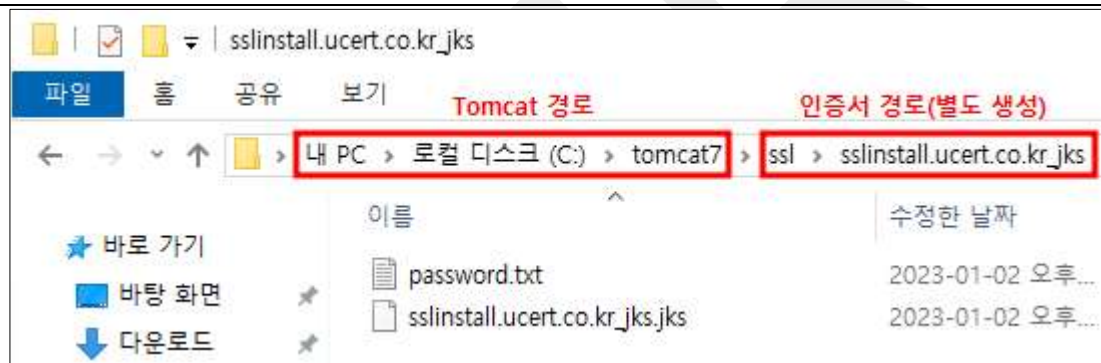 sslinstall.ucert.co.kr_jks
파일 홈 공유 보기
Tomcat 경로 인증서 경로(별도 생성)
내 PC > 로컬 디스크 (C:) > tomcat7 > ssl > sslinstall.ucert.co.kr_jks
이름 수정한 날짜
바로 가기
password.txt 2023-01-02 오후...
바탕 화면
sslinstall.ucert.co.kr_jks.jks 2023-01-02 오후...
다운로드